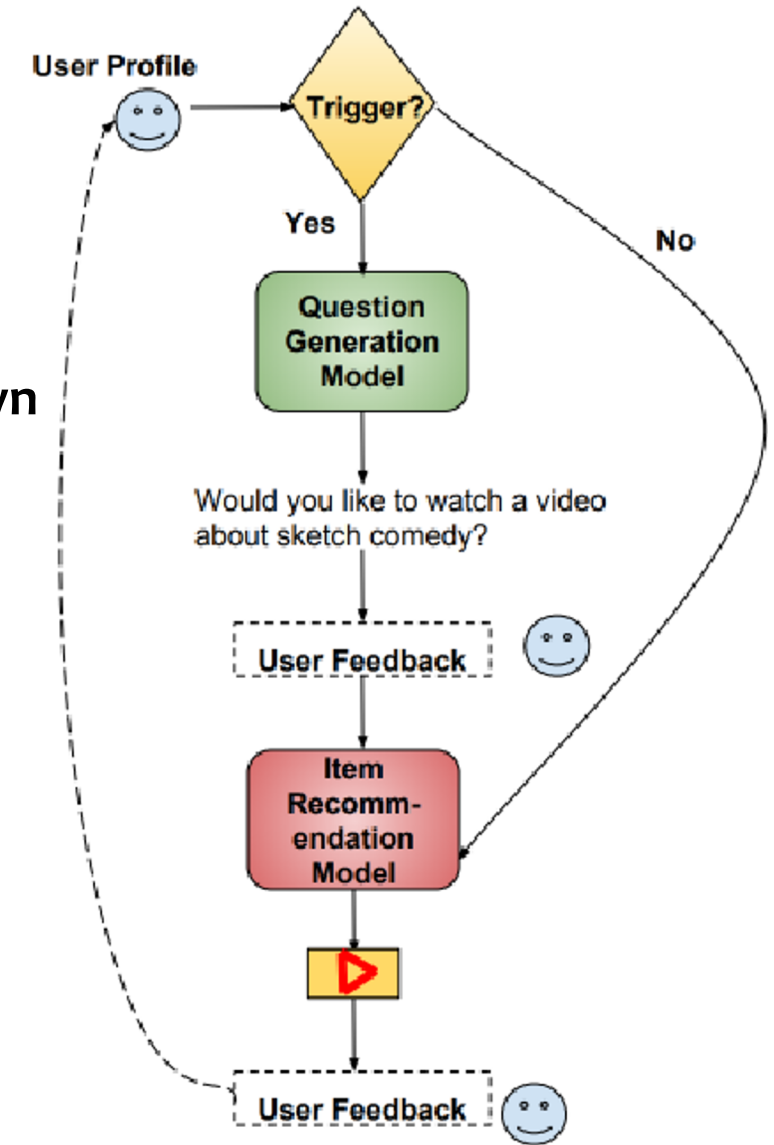 User Profile
Trigger?
Yes
No
Question
Generation
Model
vn
Would you like to watch a video
about sketch comedy?
User Feedback
Item
Recomm-
endation
Model
User Feedback